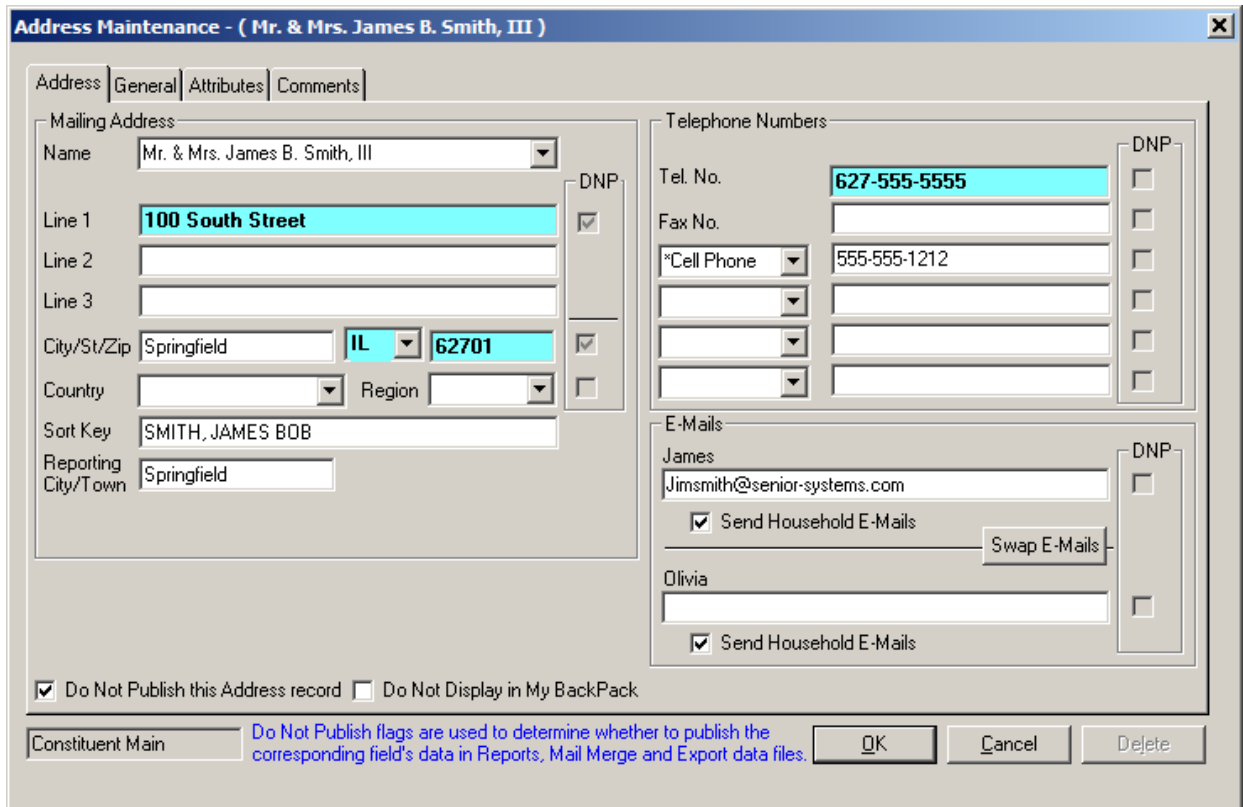 Address Maintenance - ( Mr. & Mrs. James B. Smith, III )
Address General Attributes Comments
Mailing Address
Name Mr. & Mrs. James B. Smith, III
DNP
Line 1 100 South Street
Line 2
Line 3
City/St/Zip Springfield IL 62701
Country Region
Sort Key SMITH, JAMES BOB
Reporting
City/Town Springfield
Telephone Numbers
DNP
Tel. No. 627-555-5555
Fax No.
*Cell Phone 555-555-1212
E-Mails
DNP
James
Jimsmith@senior-systems.com
Send Household E-Mails
Swap E-Mails
Olivia
Send Household E-Mails
Do Not Publish this Address record Do Not Display in My BackPack
Constituent Main
Do Not Publish flags are used to determine whether to publish the
corresponding field's data in Reports, Mail Merge and Export data files.
OK Cancel Delete